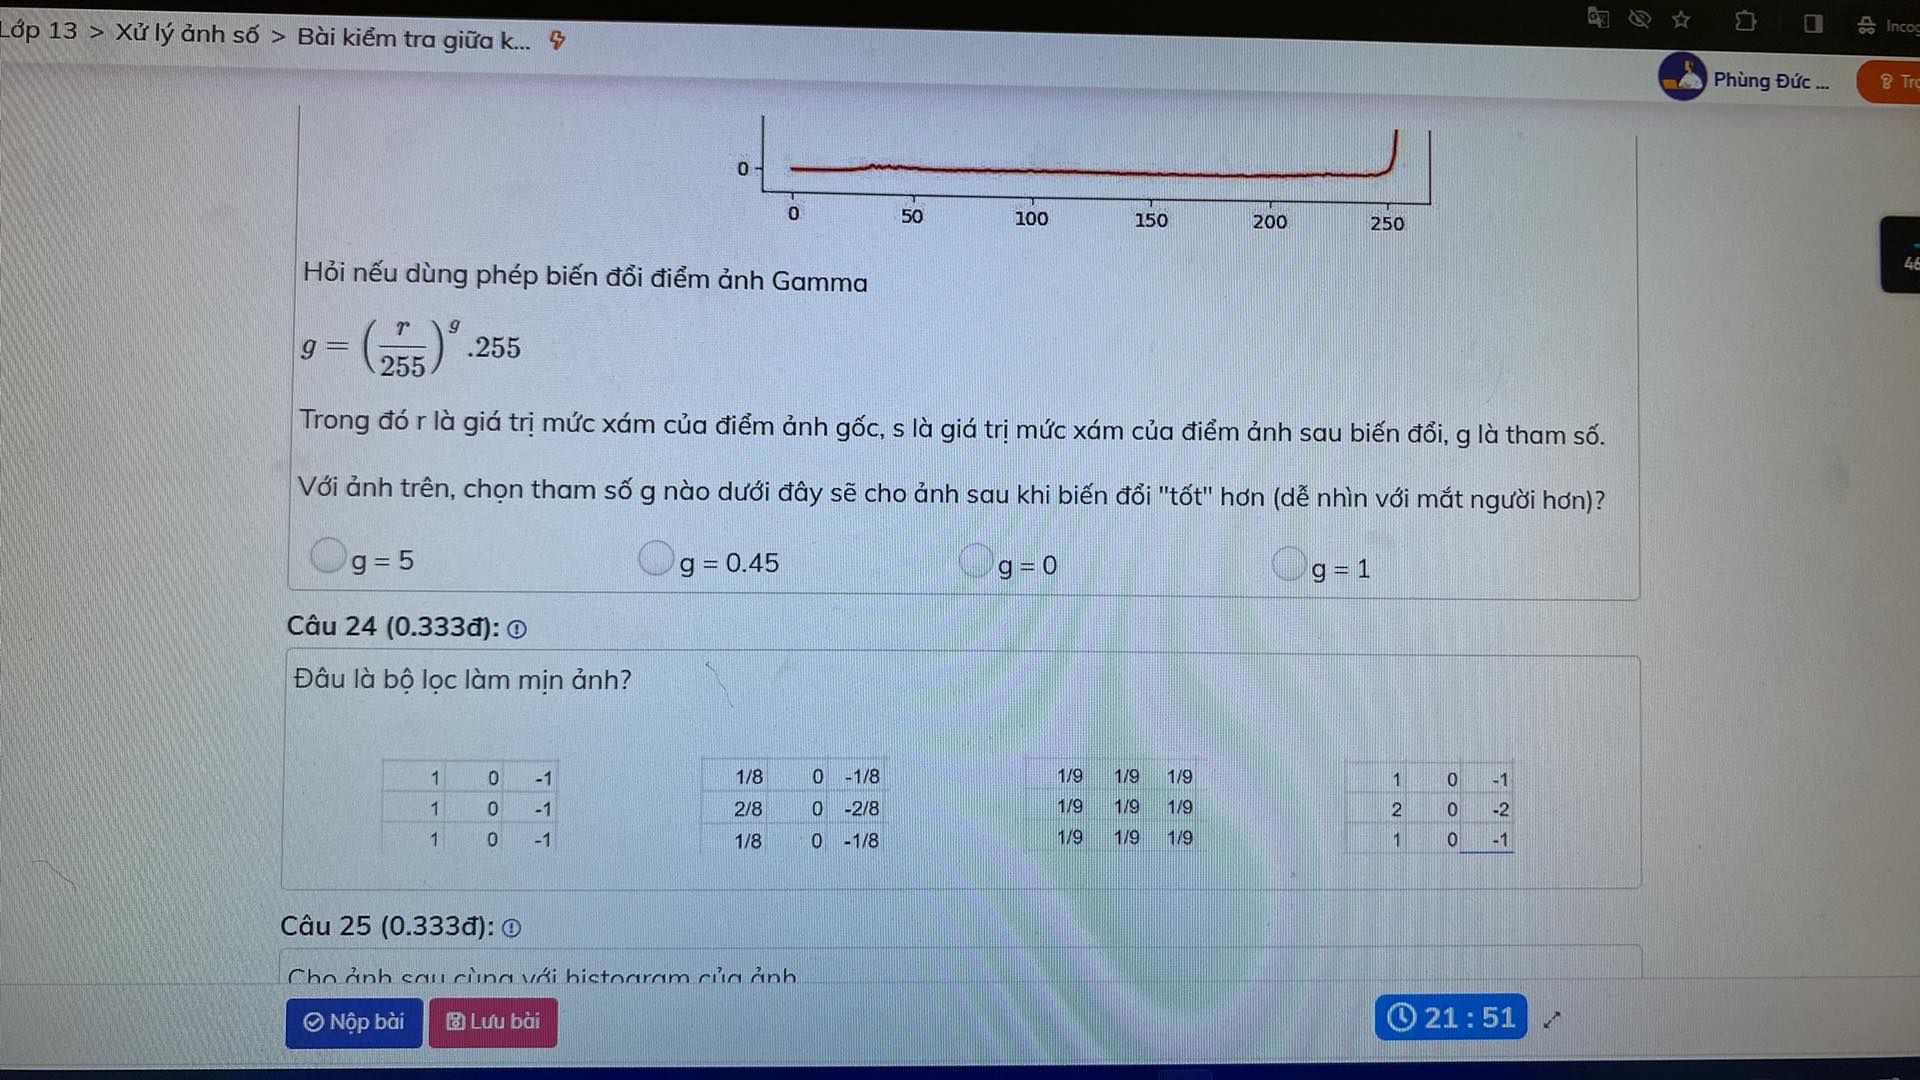 Lớp 13 > Xử lý ảnh số > Bài kiểm tra giữa k...
Phùng Đức ...
0
0 50 100 150 200 250
46
Hỏi nếu dùng phép biến đổi điểm ảnh Gamma
g = (r/255)^g .255
Trong đó r là giá trị mức xám của điểm ảnh gốc, s là giá trị mức xám của điểm ảnh sau biến đổi, g là tham số.
Với ảnh trên, chọn tham số g nào dưới đây sẽ cho ảnh sau khi biến đổi "tốt" hơn (dễ nhìn với mắt người hơn)?
g = 5 g = 0.45 g = 0 g = 1
Câu 24 (0.333đ):
Đâu là bộ lọc làm mịn ảnh?
1 0 -1 1/8 0 -1/8 1/9 1/9 1/9 1 0 -1
1 0 -1 2/8 0 -2/8 1/9 1/9 1/9 2 0 -2
1 0 -1 1/8 0 -1/8 1/9 1/9 1/9 1 0 -1
Câu 25 (0.333đ):
Cho ảnh sau cùng với histogram của ảnh
Nộp bài Lưu bài 21 : 51